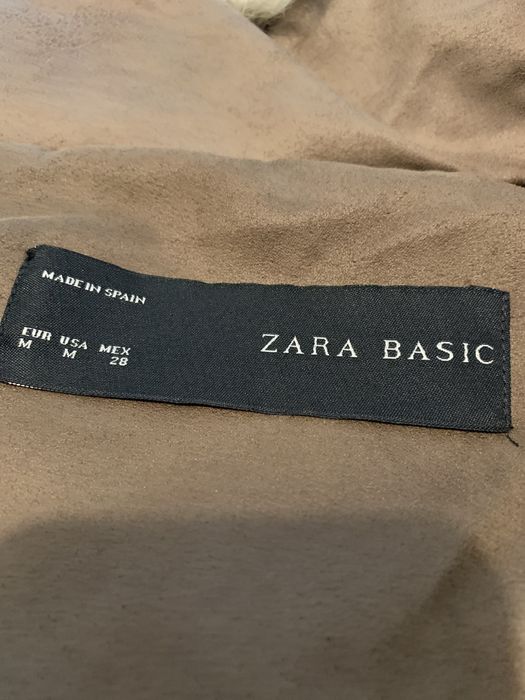 MADE IN SPAIN
EUR USA MEX
M M 28
ZARA BASIC